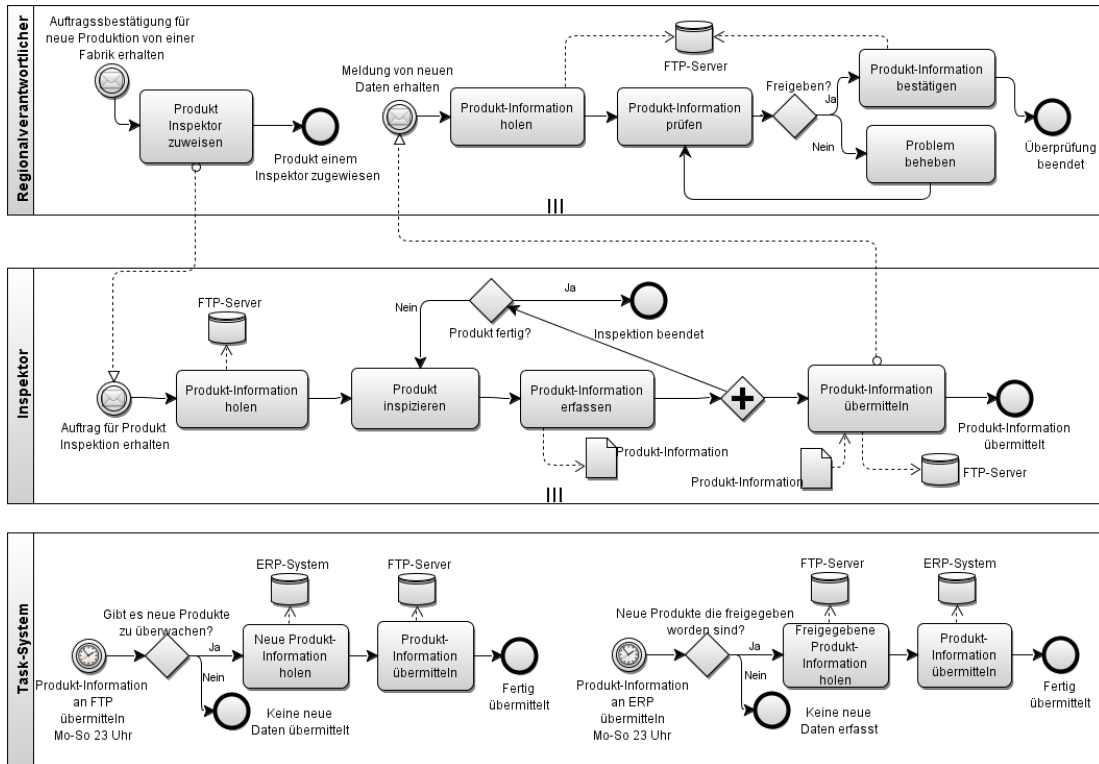 Regionalverantwortlicher
Auftragssbestätigung für
neue Produktion von einer
Fabrik erhalten
Produkt
Inspektor
zuweisen
Produkt einem
Inspektor zugewiesen
Meldung von neuen
Daten erhalten
Produkt-Information
holen
FTP-Server
Produkt-Information
prüfen
Freigeben?
Ja
Nein
Produkt-Information
bestätigen
Problem
beheben
Überprüfung
beendet
Inspektor
Auftrag für Produkt
Inspektion erhalten
FTP-Server
Produkt-Information
holen
Produkt
inspizieren
Nein
Produkt fertig?
Ja
Inspektion beendet
Produkt-Information
erfassen
Produkt-Information
Produkt-Information
übermitteln
Produkt-Information
FTP-Server
Produkt-Information
übermittelt
Task-System
Produkt-Information
an FTP
übermitteln
Mo-So 23 Uhr
Gibt es neue Produkte
zu überwachen?
Ja
Nein
Keine neue
Daten übermittelt
ERP-System
Neue Produkt-
Information
holen
FTP-Server
Produkt-
Information
übermitteln
Fertig
übermittelt
Produkt-Information
an ERP
übermitteln
Mo-So 23 Uhr
Neue Produkte die freigegeben
worden sind?
Ja
Nein
Keine neue
Daten erfasst
FTP-Server
Freigegebene
Produkt-
Information holen
ERP-System
Produkt-
Information
übermitteln
Fertig
übermittelt